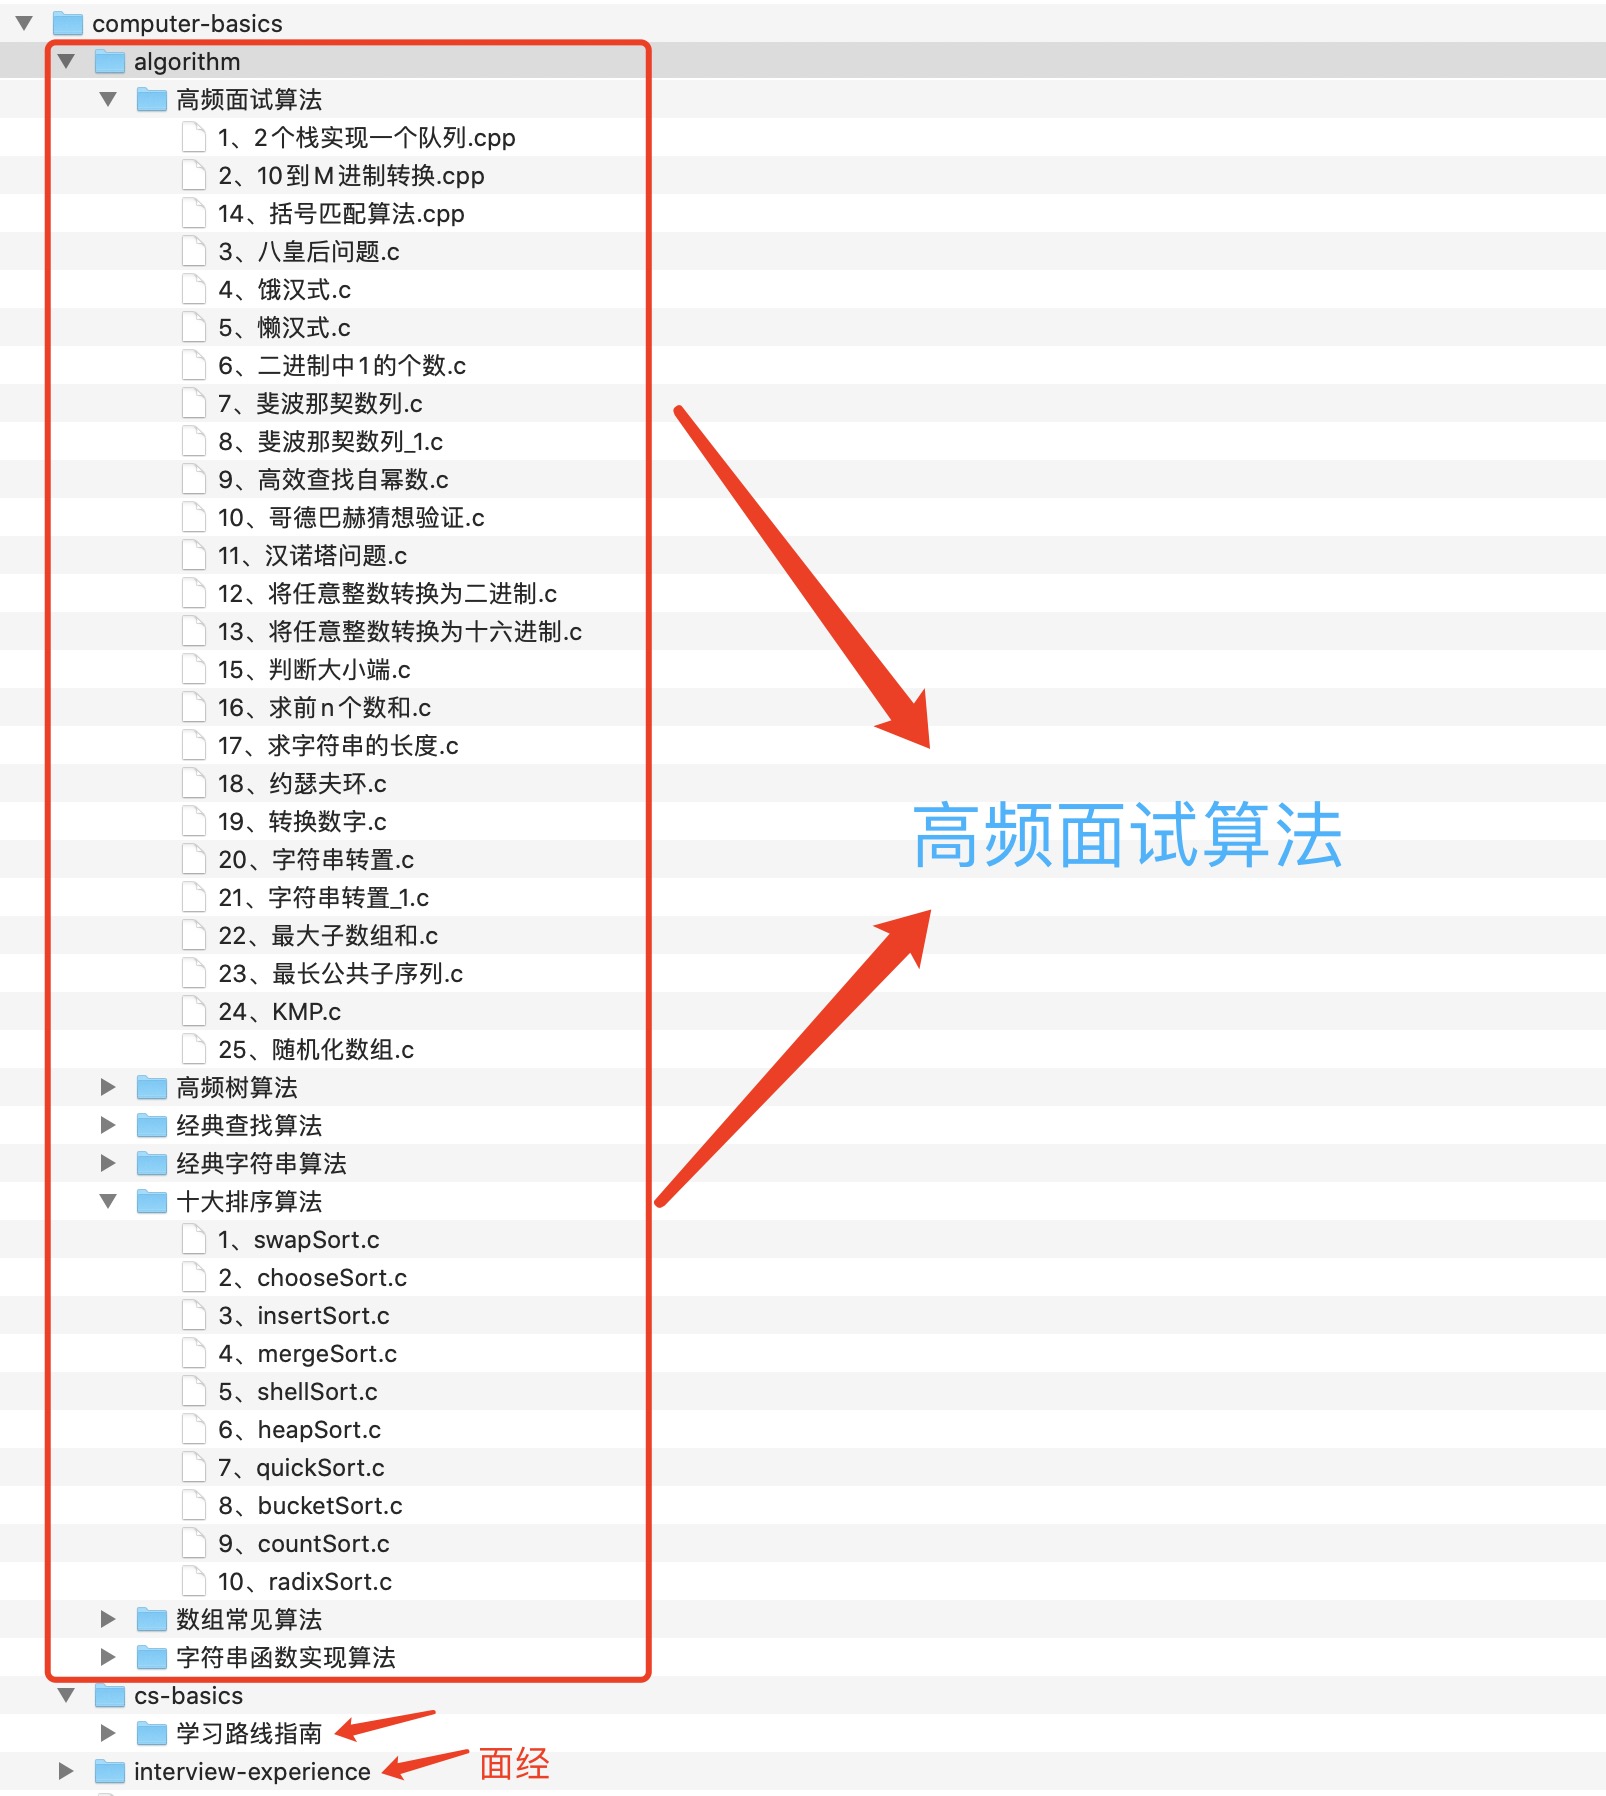 computer-basics
algorithm
高频面试算法
1、2个栈实现一个队列.cpp
2、10到M进制转换.cpp
14、括号匹配算法.cpp
3、八皇后问题.c
4、饿汉式.c
5、懒汉式.c
6、二进制中1的个数.c
7、斐波那契数列.c
8、斐波那契数列_1.c
9、高效查找自幂数.c
10、哥德巴赫猜想验证.c
11、汉诺塔问题.c
12、将任意整数转换为二进制.c
13、将任意整数转换为十六进制.c
15、判断大小端.c
16、求前n个数和.c
17、求字符串的长度.c
18、约瑟夫环.c
19、转换数字.c
高频面试算法
20、字符串转置.c
21、字符串转置_1.c
22、最大子数组和.c
23、最长公共子序列.c
24、KMP.c
25、随机化数组.c
高频树算法
经典查找算法
经典字符串算法
十大排序算法
1、swapSort.c
2、chooseSort.c
3、insertSort.c
4、mergeSort.c
5、shellSort.c
6、heapSort.c
7、quickSort.c
8、bucketSort.c
9、countSort.c
10、radixSort.c
数组常见算法
字符串函数实现算法
cs-basics
学习路线指南
interview-experience
面经